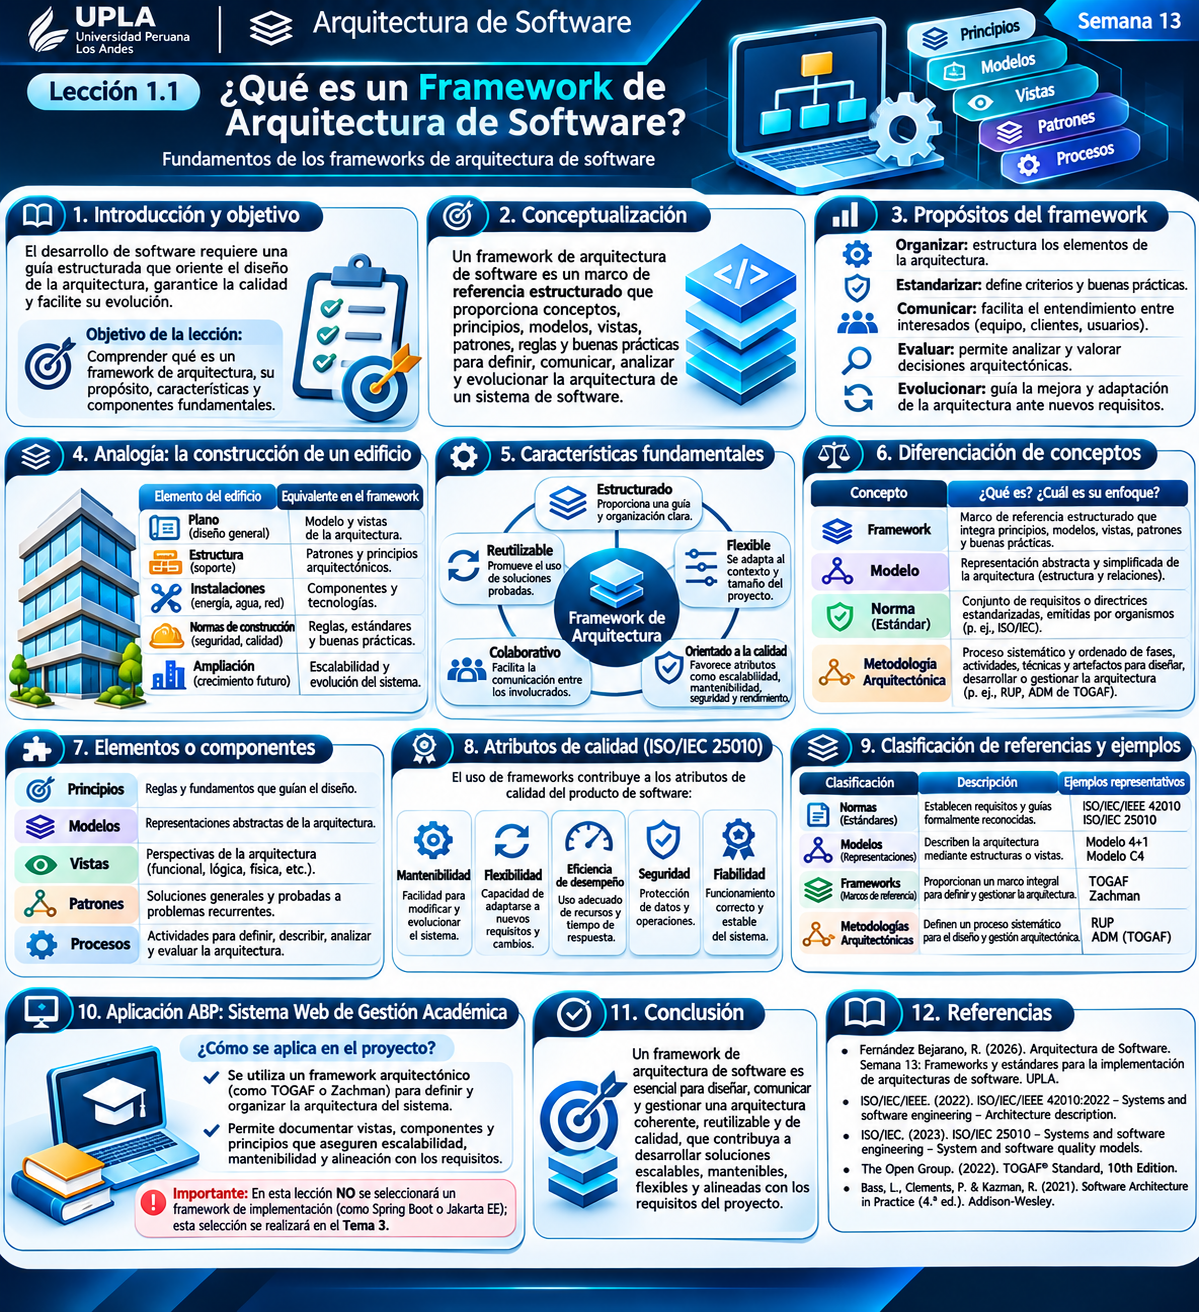 UPLA
Universidad Peruana
Los Andes
Arquitectura de Software
Semana 13
Lección 1.1
¿Qué es un Framework de
Arquitectura de Software?
Fundamentos de los frameworks de arquitectura de software
Principios
Modelos
Vistas
Patrones
Procesos
1. Introducción y objetivo
El desarrollo de software requiere una
guía estructurada que oriente el diseño
de la arquitectura, garantice la calidad
y facilite su evolución.
Objetivo de la lección:
Comprender qué es un
framework de arquitectura, su
propósito, características y
componentes fundamentales.
2. Conceptualización
Un framework de arquitectura
de software es un marco de
referencia estructurado que
proporciona conceptos,
principios, modelos, vistas,
patrones, reglas y buenas prácticas
para definir, comunicar, analizar
y evolucionar la arquitectura de
un sistema de software.
</>
3. Propósitos del framework
Organizar: estructura los elementos de
la arquitectura.
Estandarizar: define criterios y buenas prácticas.
Comunicar: facilita el entendimiento entre
interesados (equipo, clientes, usuarios).
Evaluar: permite analizar y valorar
decisiones arquitectónicas.
Evolucionar: guía la mejora y adaptación
de la arquitectura ante nuevos requisitos.
4. Analogía: la construcción de un edificio
Elemento del edificio
Equivalente en el framework
Plano
(diseño general)
Modelo y vistas
de la arquitectura.
Estructura
(soporte)
Patrones y principios
arquitectónicos.
Instalaciones
(energía, agua, red)
Componentes y
tecnologías.
Normas de construcción
(seguridad, calidad)
Reglas, estándares
y buenas prácticas.
Ampliación
(crecimiento futuro)
Escalabilidad y
evolución del sistema.
5. Características fundamentales
Estructurado
Proporciona una guía
y organización clara.
Reutilizable
Promueve el uso
de soluciones
probadas.
Flexible
Se adapta al
contexto y
tamaño del
proyecto.
Framework de
Arquitectura
Colaborativo
Facilita la
comunicación entre
los involucrados.
Orientado a la calidad
Favorece atributos
como escalabilidad,
mantenibilidad,
seguridad y rendimiento.
6. Diferenciación de conceptos
Concepto
¿Qué es? ¿Cuál es su enfoque?
Framework
Marco de referencia estructurado que
integra principios, modelos, vistas, patrones
y buenas prácticas.
Modelo
Representación abstracta y simplificada de
la arquitectura (estructura y relaciones).
Norma
(Estándar)
Conjunto de requisitos o directrices
estandarizadas, emitidas por organismos
(p. ej., ISO/IEC).
Metodología
Arquitectónica
Proceso sistemático y ordenado de fases,
actividades, técnicas y artefactos para diseñar,
desarrollar o gestionar la arquitectura
(p. ej., RUP, ADM de TOGAF).
7. Elementos o componentes
Principios
Reglas y fundamentos que guían el diseño.
Modelos
Representaciones abstractas de la arquitectura.
Vistas
Perspectivas de la arquitectura
(funcional, lógica, física, etc.).
Patrones
Soluciones generales y probadas a
problemas recurrentes.
Procesos
Actividades para definir, describir, analizar
y evaluar la arquitectura.
8. Atributos de calidad (ISO/IEC 25010)
El uso de frameworks contribuye a los atributos de
calidad del producto de software:
Mantenibilidad
Facilidad para
modificar y
evolucionar
el sistema.
Flexibilidad
Capacidad de
adaptarse a
nuevos
requisitos y
cambios.
Eficiencia
de desempeño
Uso adecuado
de recursos y
tiempo de
respuesta.
Seguridad
Protección
de datos y
operaciones.
Fiabilidad
Funcionamiento
correcto y
estable
del sistema.
9. Clasificación de referencias y ejemplos
Clasificación
Descripción
Ejemplos representativos
Normas
(Estándares)
Establecen requisitos y guías
formalmente reconocidas.
ISO/IEC/IEEE 42010
ISO/IEC 25010
Modelos
(Representaciones)
Describen la arquitectura
mediante estructuras o vistas.
Modelo 4+1
Modelo C4
Frameworks
(Marcos de referencia)
Proporcionan un marco integral
para definir y gestionar la arquitectura.
TOGAF
Zachman
Metodologías
Arquitectónicas
Definen un proceso sistemático
para el diseño y gestión arquitectónica.
RUP
ADM (TOGAF)
10. Aplicación ABP: Sistema Web de Gestión Académica
¿Cómo se aplica en el proyecto?
Se utiliza un framework arquitectónico
(como TOGAF o Zachman) para definir y
organizar la arquitectura del sistema.
Permite documentar vistas, componentes y
principios que aseguren escalabilidad,
mantenibilidad y alineación con los requisitos.
Importante: En esta lección NO se seleccionará un
framework de implementación (como Spring Boot o Jakarta EE);
esta selección se realizará en el Tema 3.
11. Conclusión
Un framework de
arquitectura de software es
esencial para diseñar, comunicar
y gestionar una arquitectura
coherente, reutilizable y de
calidad, que contribuya a
desarrollar soluciones
escalables, mantenibles,
flexibles y alineadas con los
requisitos del proyecto.
12. Referencias
• Fernández Bejarano, R. (2026). Arquitectura de Software.
Semana 13: Frameworks y estándares para la implementación
de arquitecturas de software. UPLA.
• ISO/IEC/IEEE. (2022). ISO/IEC/IEEE 42010:2022 – Systems and
software engineering – Architecture description.
• ISO/IEC. (2023). ISO/IEC 25010 – Systems and software
engineering – System and software quality models.
• The Open Group. (2022). TOGAF® Standard, 10th Edition.
• Bass, L., Clements, P. & Kazman, R. (2021). Software Architecture
in Practice (4.ª ed.). Addison-Wesley.